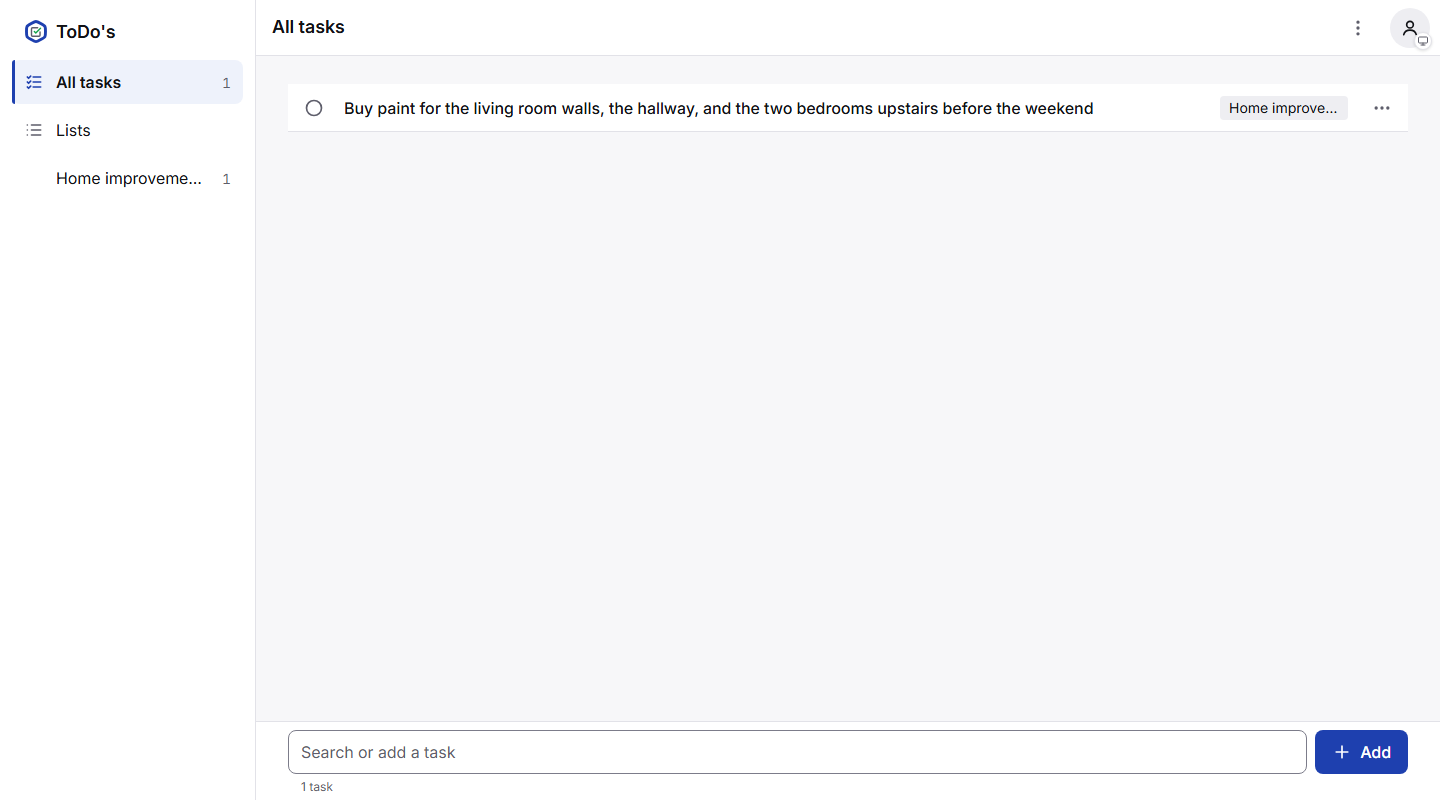 ToDo's
All tasks 1
Lists
Home improveme... 1
All tasks
Buy paint for the living room walls, the hallway, and the two bedrooms upstairs before the weekend Home improve...
Search or add a task
Add
1 task